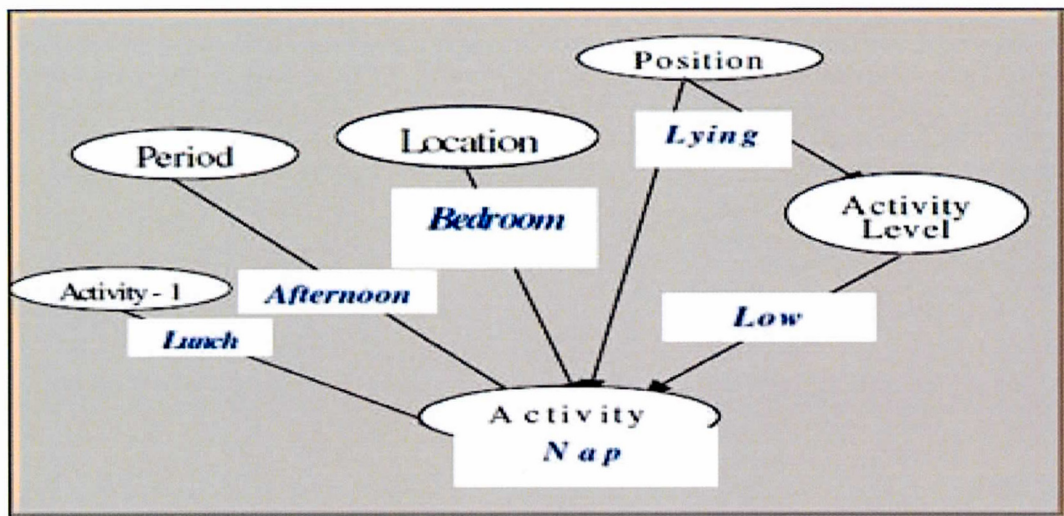 Position
Lying
Location
Period
Bedroom
Activity
Level
Activity - 1
Afternoon
Low
Lunch
Activity
Nap